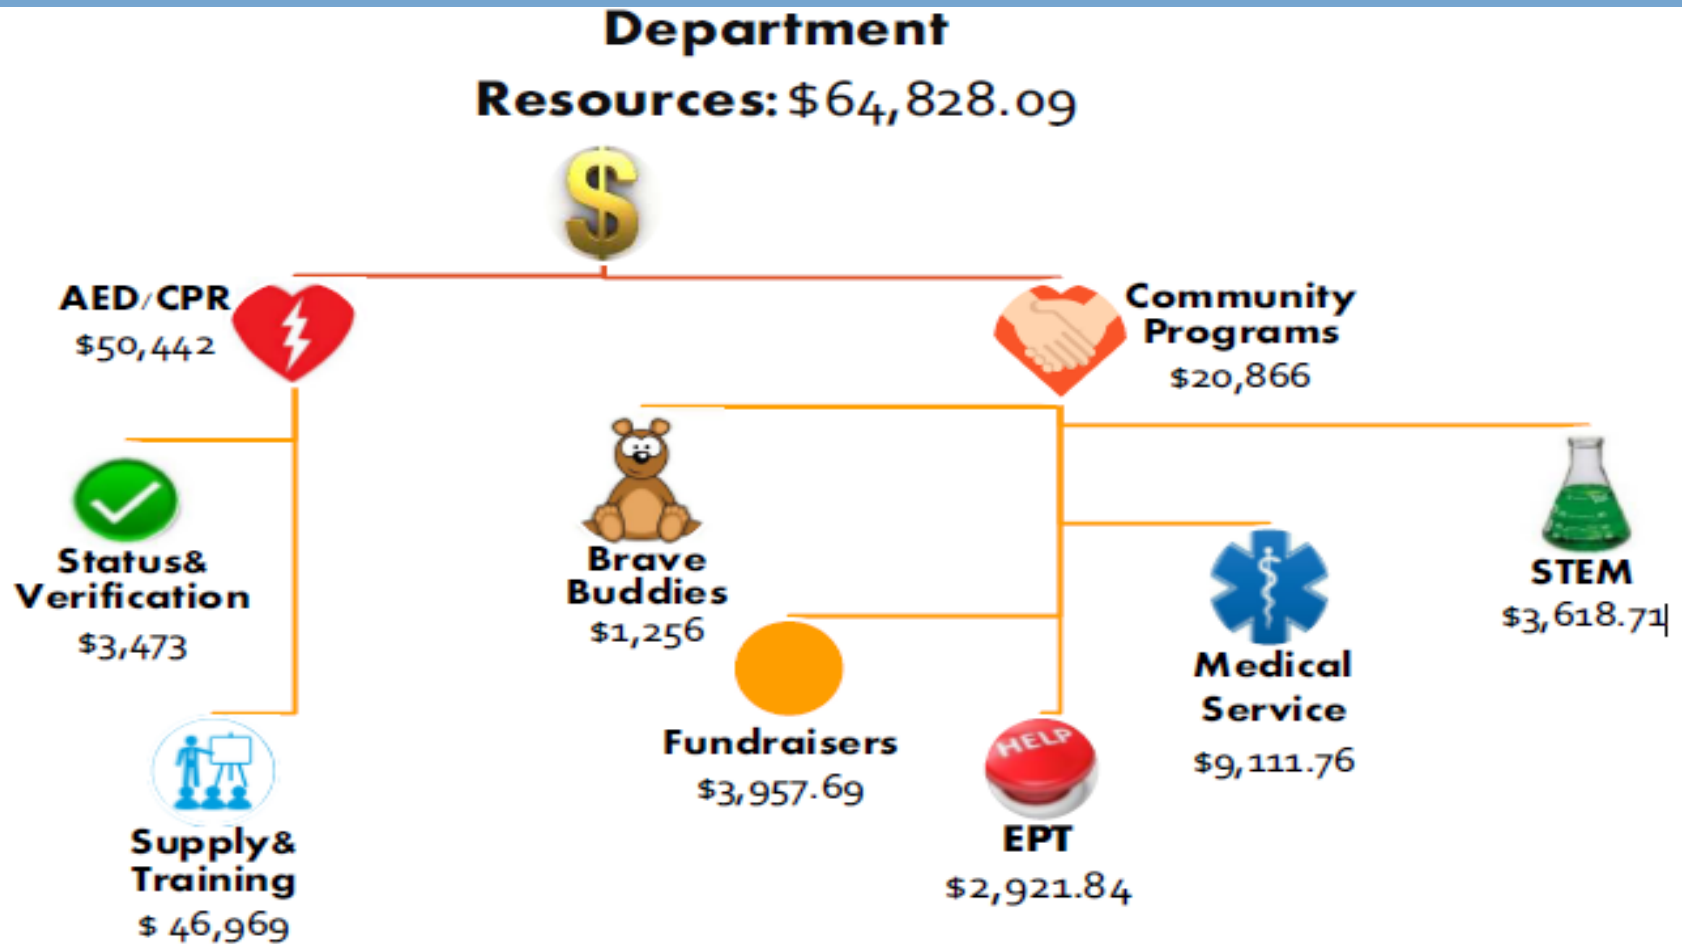 Department
Resources: $64,828.09
AED/CPR
$50,442
Community
Programs
$20,866
Status&
Verification
$3,473
Brave
Buddies
$1,256
STEM
$3,618.71
Medical
Service
$9,111.76
Fundraisers
$3,957.69
HELP
EPT
$2,921.84
Supply&
Training
$ 46,969